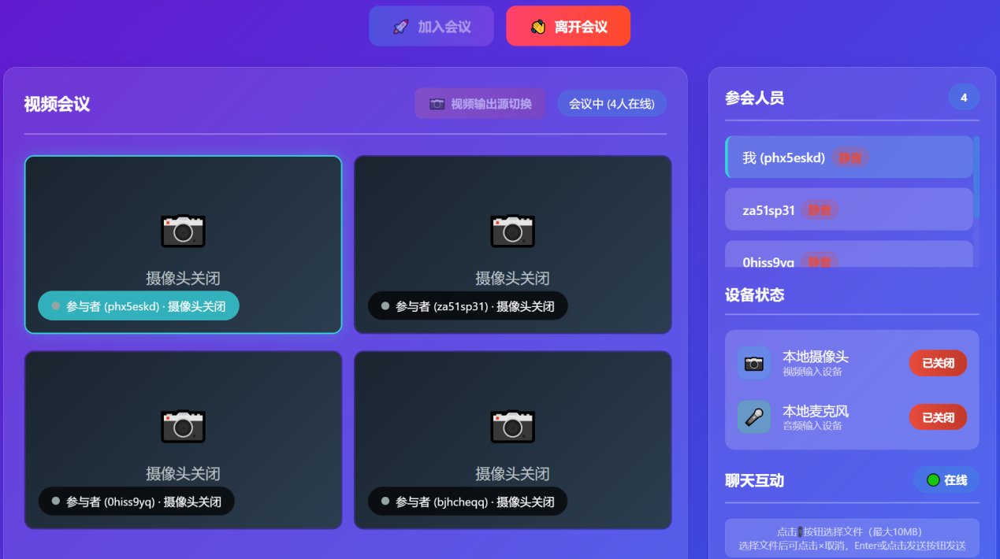 加入会议
离开会议
视频会议
视频输出源切换
会议中 (4人在线)
摄像头关闭
参与者 (phx5eskd) · 摄像头关闭
摄像头关闭
参与者 (za51sp31) · 摄像头关闭
摄像头关闭
参与者 (0hiss9yq) · 摄像头关闭
摄像头关闭
参与者 (bjhcheqq) · 摄像头关闭
参会人员
4
我 (phx5eskd) 静音
za51sp31 静音
0hiss9yq 静音
设备状态
本地摄像头
视频输入设备
已关闭
本地麦克风
音频输入设备
已关闭
聊天互动
在线
点击按钮选择文件（最大10MB）
选择文件后可点击×取消，Enter或点击发送按钮发送